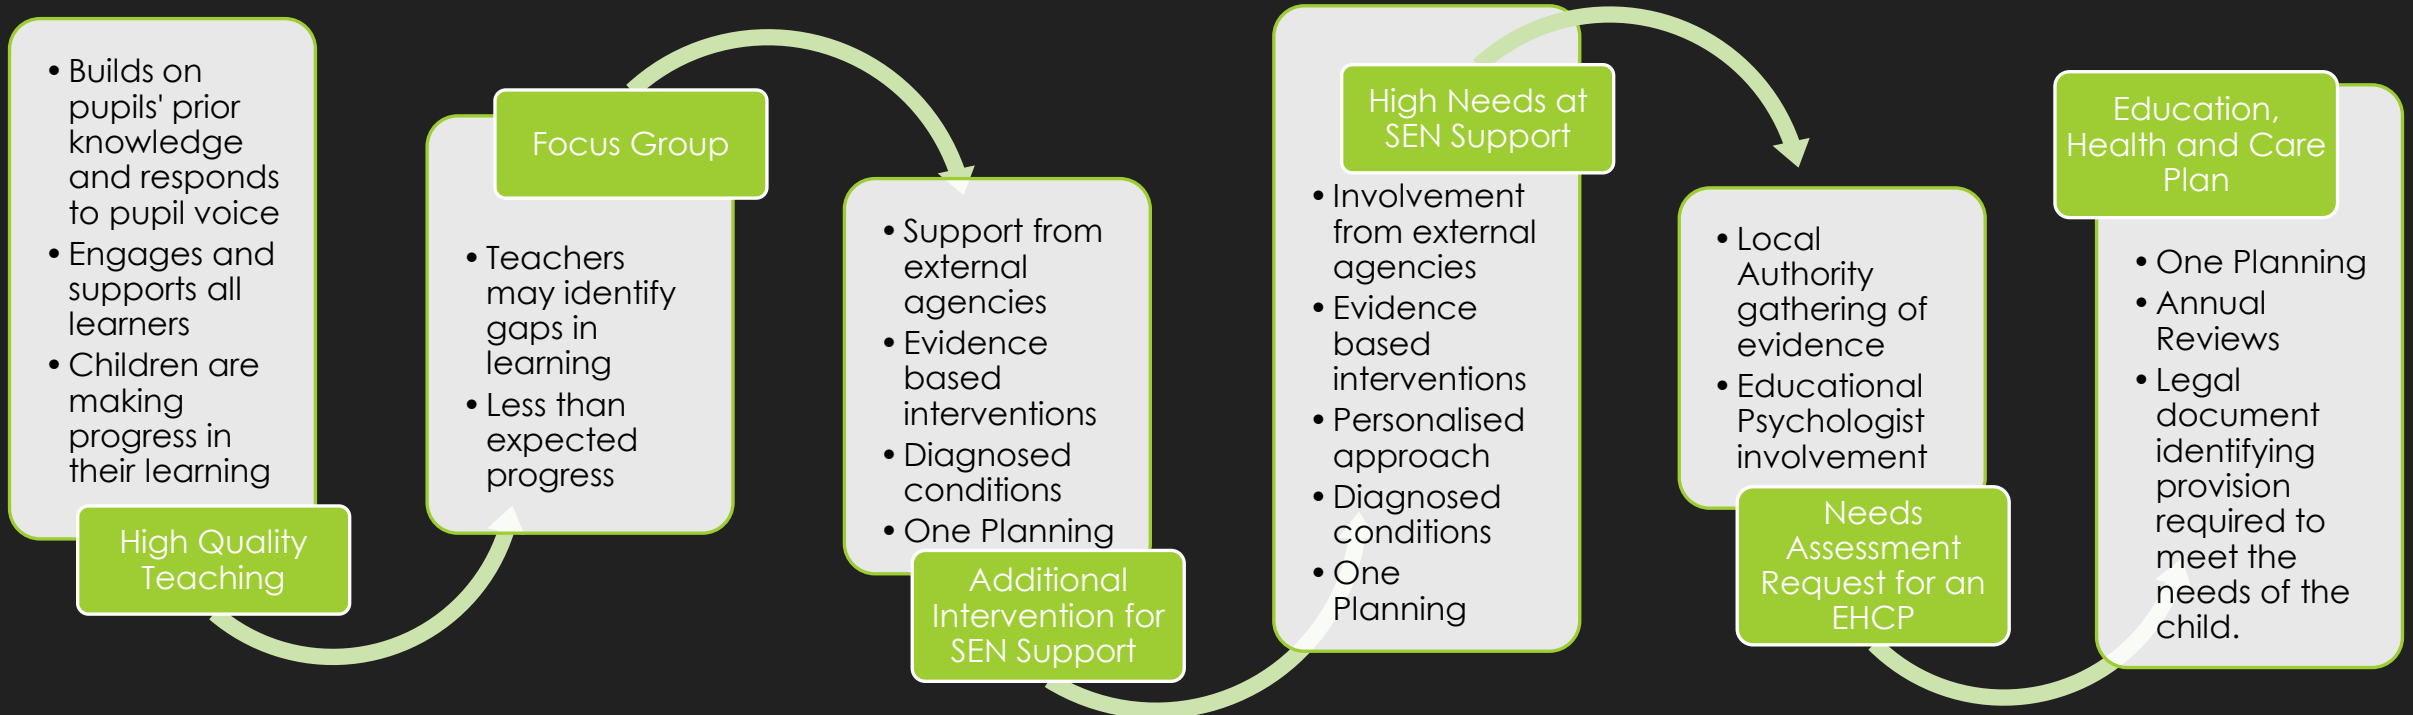 • Builds on
pupils' prior
knowledge
and responds
to pupil voice
• Engages and
supports all
learners
• Children are
making
progress in
their learning
High Quality
Teaching
Focus Group
• Teachers
may identify
gaps in
learning
• Less than
expected
progress
• Support from
external
agencies
• Evidence
based
interventions
• Diagnosed
conditions
• One Planning
Additional
Intervention for
SEN Support
High Needs at
SEN Support
• Involvement
from external
agencies
• Evidence
based
interventions
• Personalised
approach
• Diagnosed
conditions
• One
Planning
• Local
Authority
gathering of
evidence
• Educational
Psychologist
involvement
Needs
Assessment
Request for an
EHCP
Education,
Health and Care
Plan
• One Planning
• Annual
Reviews
• Legal
document
identifying
provision
required to
meet the
needs of the
child.